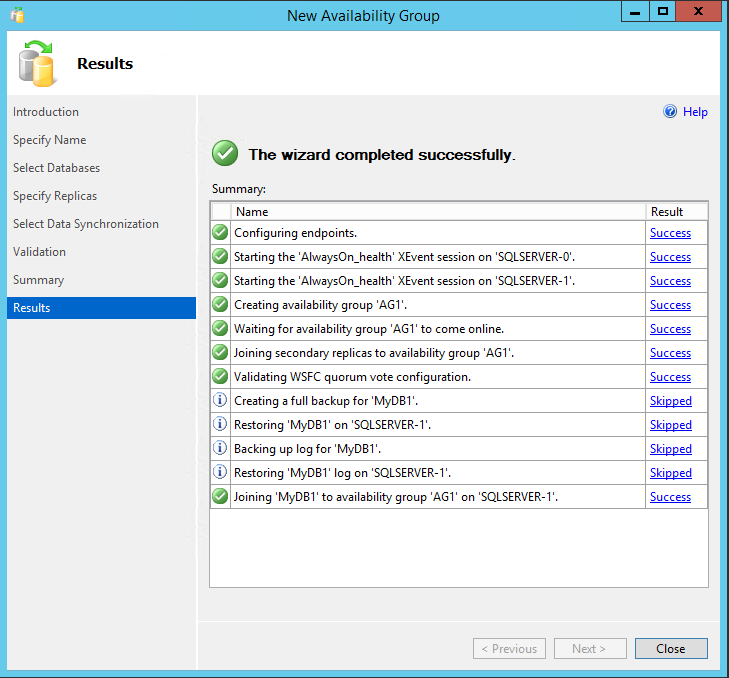 New Availability Group
Results
Introduction
Specify Name
Select Databases
Specify Replicas
Select Data Synchronization
Validation
Summary
Results
Help
The wizard completed successfully.
Summary:
Name Result
Configuring endpoints. Success
Starting the 'AlwaysOn_health' XEvent session on 'SQLSERVER-0'. Success
Starting the 'AlwaysOn_health' XEvent session on 'SQLSERVER-1'. Success
Creating availability group 'AG1'. Success
Waiting for availability group 'AG1' to come online. Success
Joining secondary replicas to availability group 'AG1'. Success
Validating WSFC quorum vote configuration. Success
Creating a full backup for 'MyDB1'. Skipped
Restoring 'MyDB1' on 'SQLSERVER-1'. Skipped
Backing up log for 'MyDB1'. Skipped
Restoring 'MyDB1' log on 'SQLSERVER-1'. Skipped
Joining 'MyDB1' to availability group 'AG1' on 'SQLSERVER-1'. Success
< Previous Next > Close